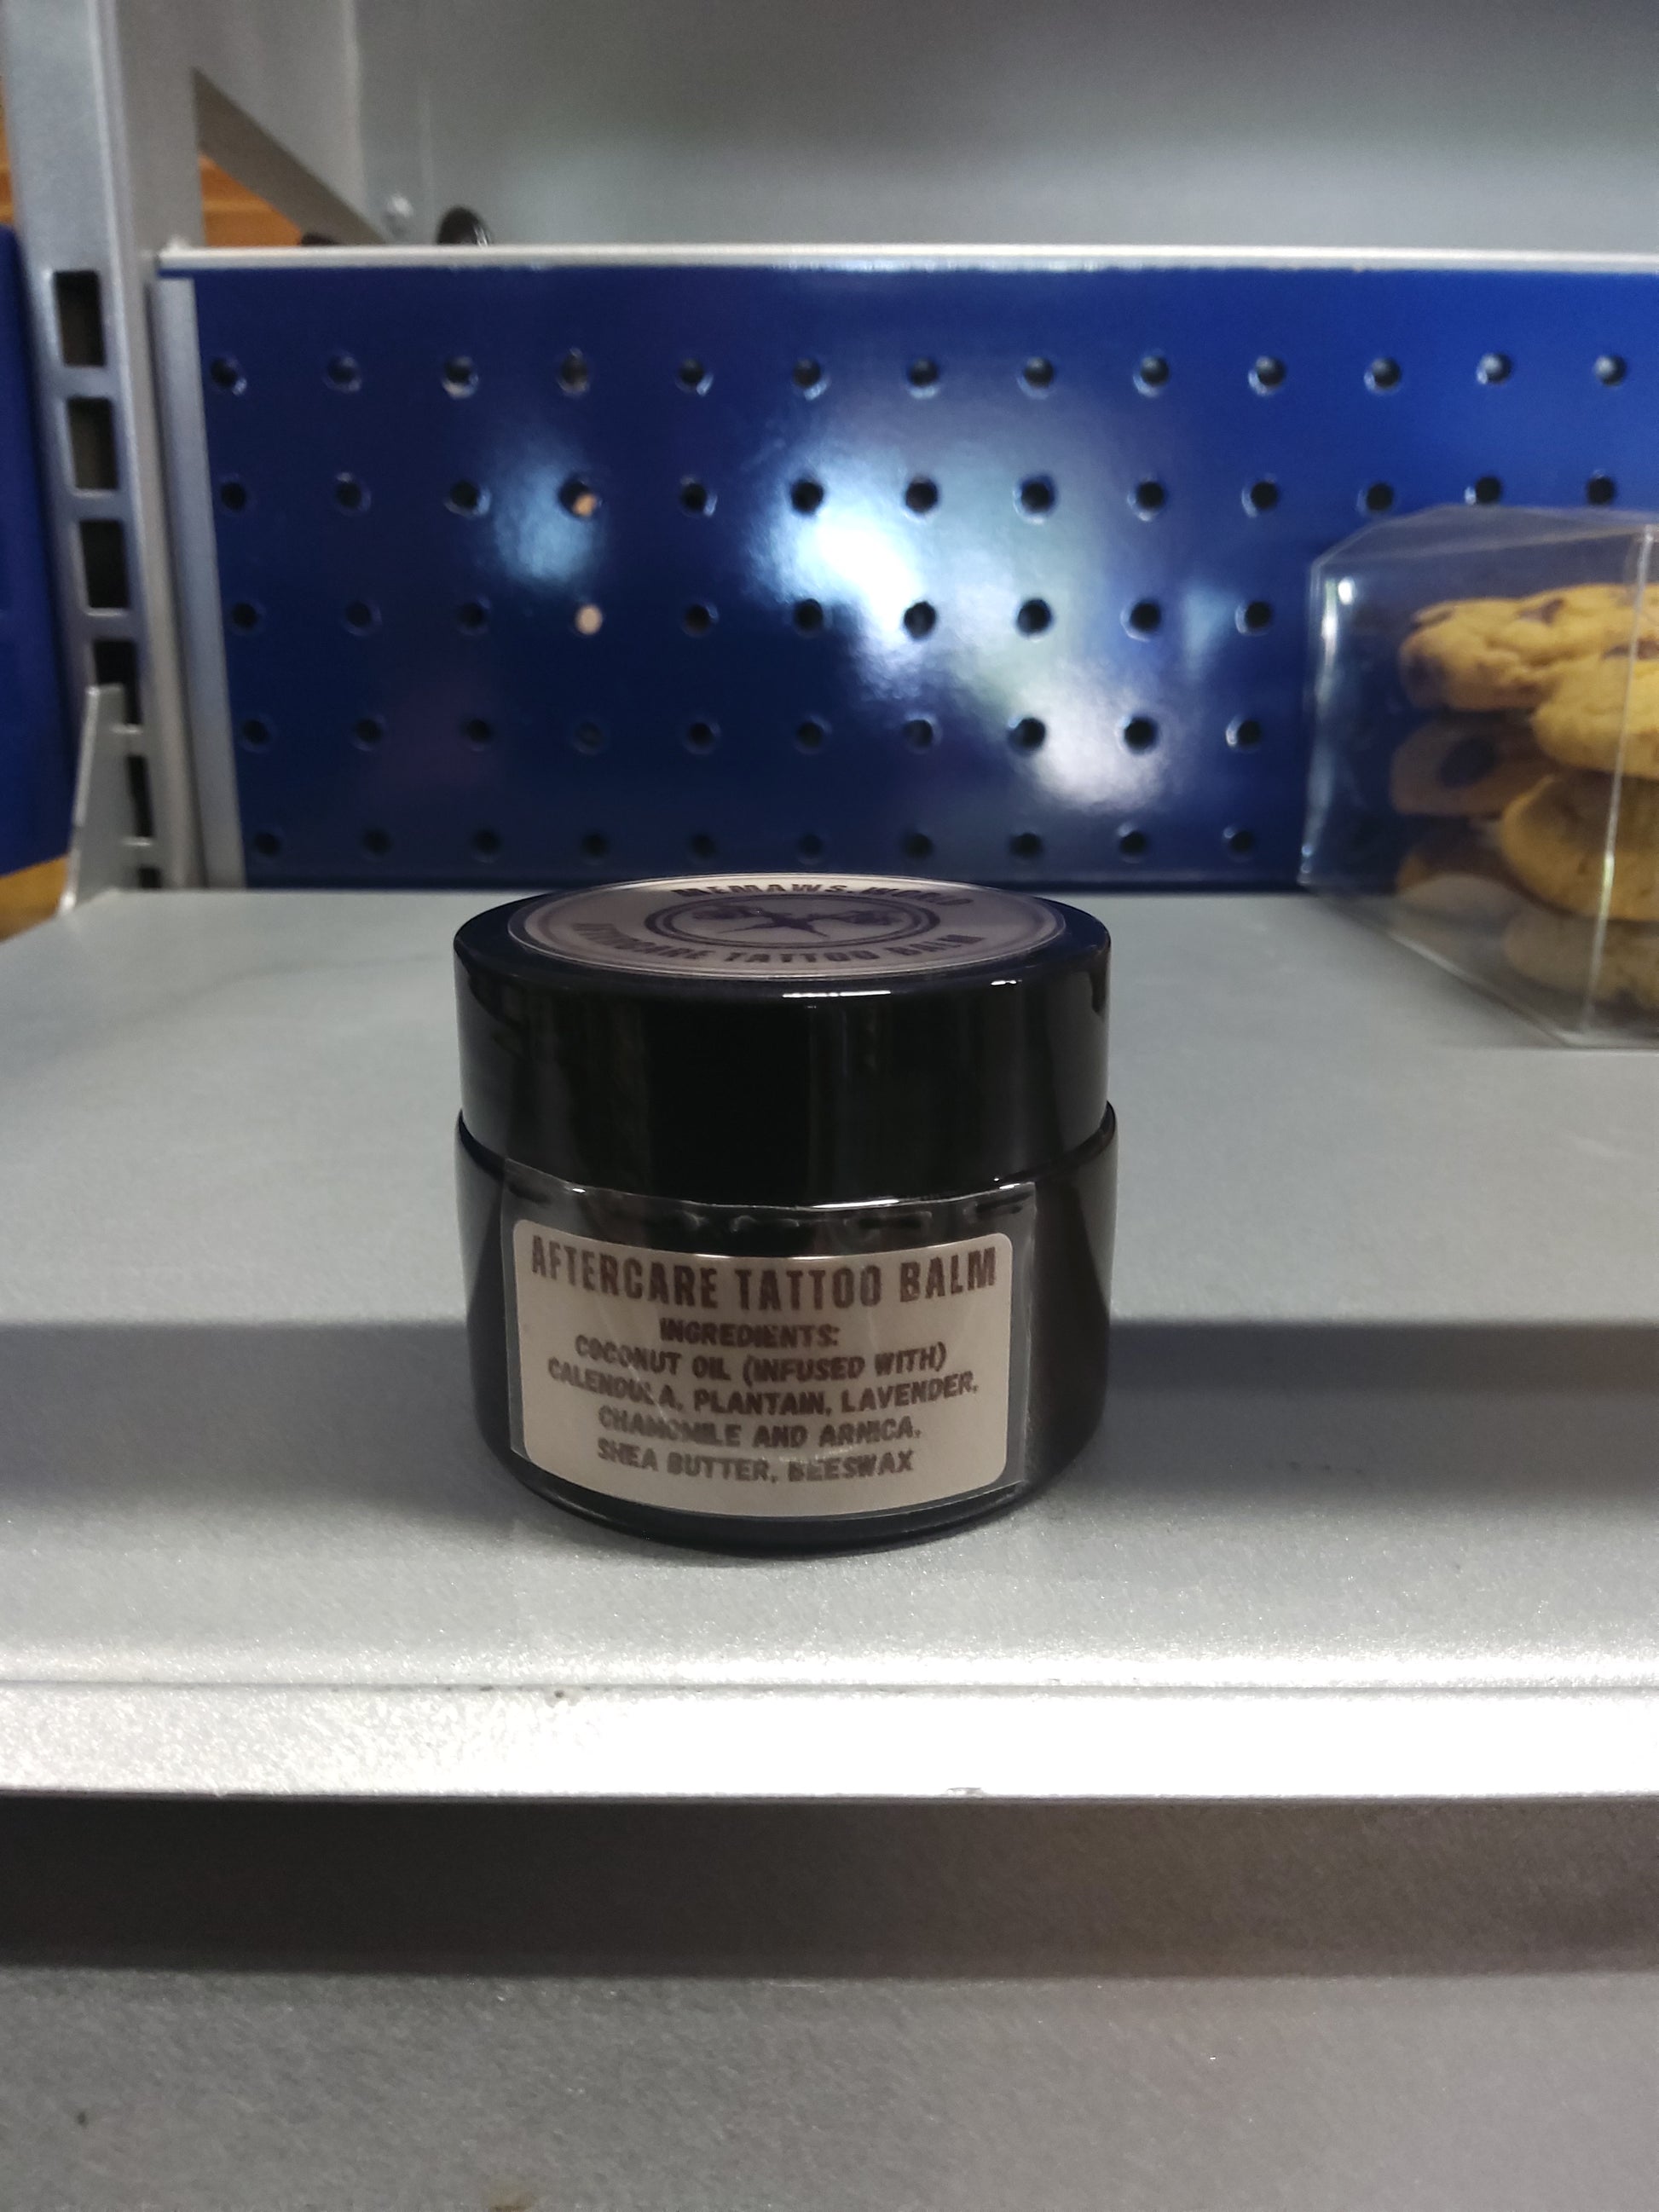 MEMAWS-WORLD
AFTERCARE TATTOO BALM
AFTERCARE TATTOO BALM
INGREDIENTS:
COCONUT OIL (INFUSED WITH)
CALENDULA, PLANTAIN, LAVENDER,
CHAMOMILE AND ARNICA,
SHEA BUTTER, BEESWAX